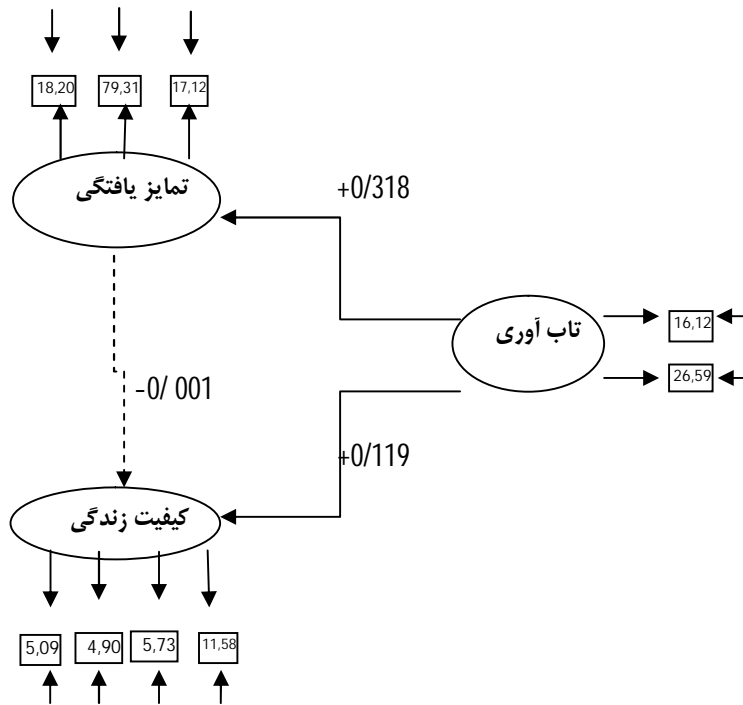 18,20 79,31 17,12
تمایز یافتگی
+0/318
تاب آوری
16,12
26,59
-0/ 001
+0/119
کیفیت زندگی
5,09 4,90 5,73 11,58